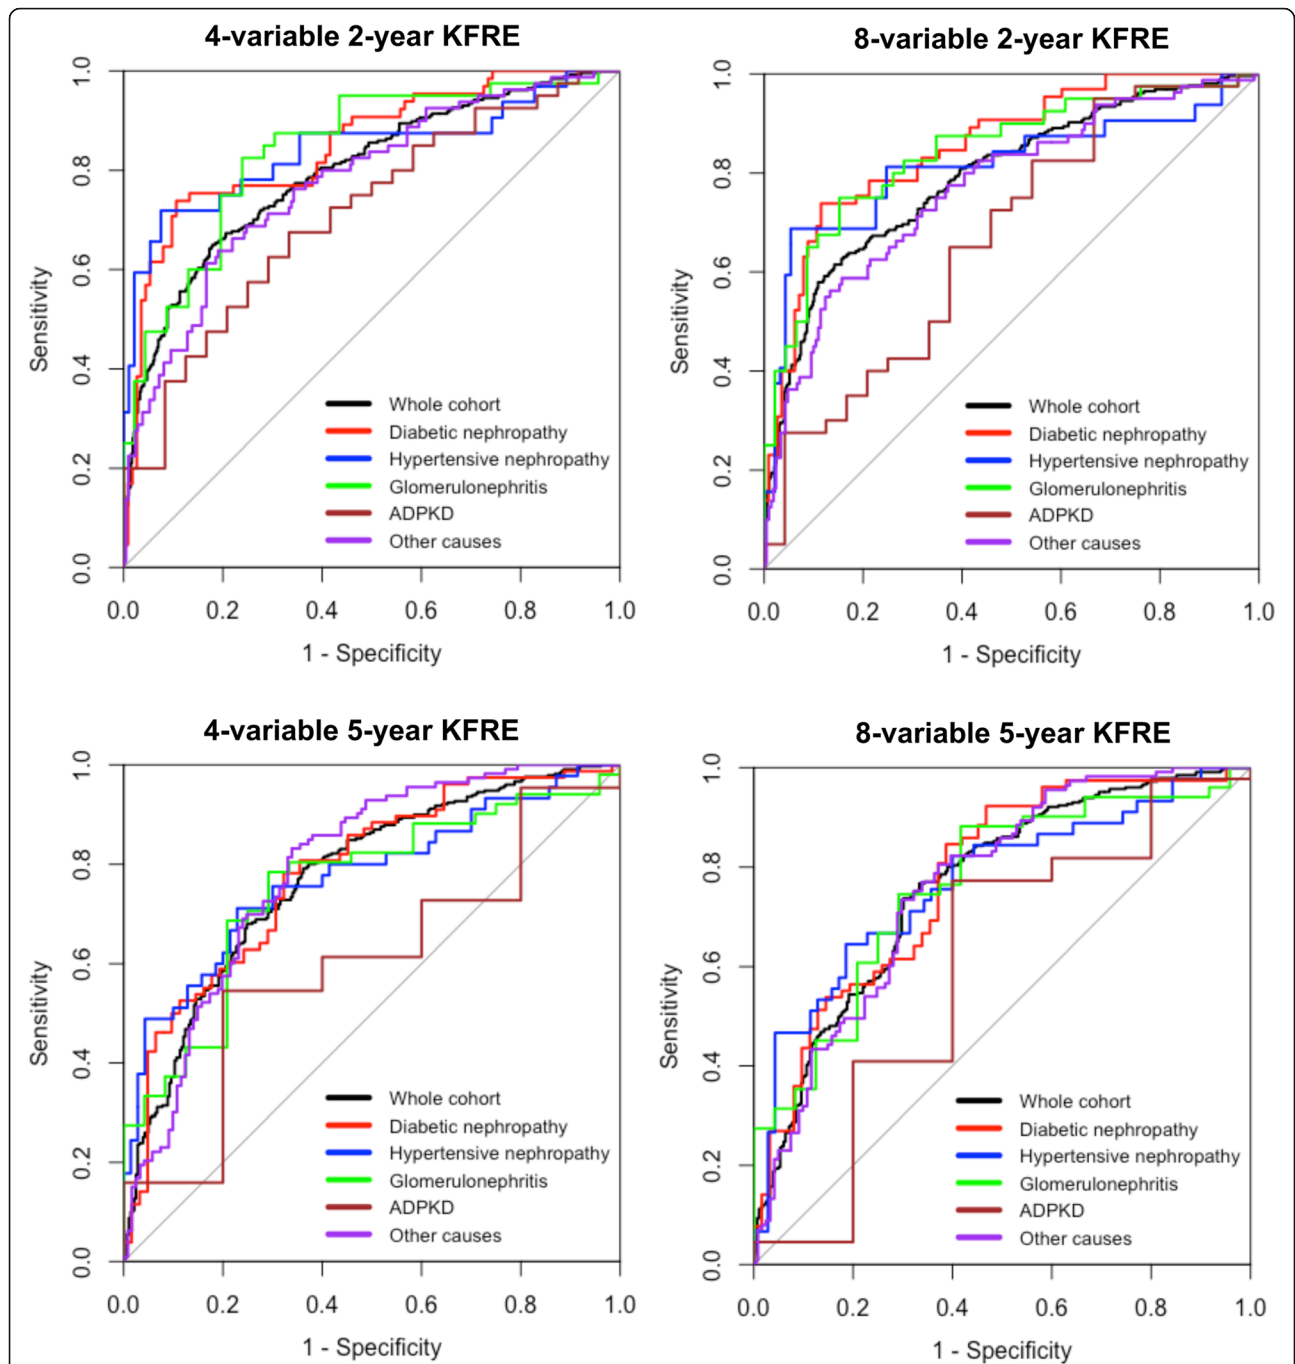 4-variable 2-year KFRE
1.0
0.8
0.6
0.4
0.2
0.0
Sensitivity
Whole cohort
Diabetic nephropathy
Hypertensive nephropathy
Glomerulonephritis
ADPKD
Other causes
0.0 0.2 0.4 0.6 0.8 1.0
1 - Specificity
8-variable 2-year KFRE
1.0
0.8
0.6
0.4
0.2
0.0
Sensitivity
Whole cohort
Diabetic nephropathy
Hypertensive nephropathy
Glomerulonephritis
ADPKD
Other causes
0.0 0.2 0.4 0.6 0.8 1.0
1 - Specificity
4-variable 5-year KFRE
1.0
0.8
0.6
0.4
0.2
0.0
Sensitivity
Whole cohort
Diabetic nephropathy
Hypertensive nephropathy
Glomerulonephritis
ADPKD
Other causes
0.0 0.2 0.4 0.6 0.8 1.0
1 - Specificity
8-variable 5-year KFRE
1.0
0.8
0.6
0.4
0.2
0.0
Sensitivity
Whole cohort
Diabetic nephropathy
Hypertensive nephropathy
Glomerulonephritis
ADPKD
Other causes
0.0 0.2 0.4 0.6 0.8 1.0
1 - Specificity